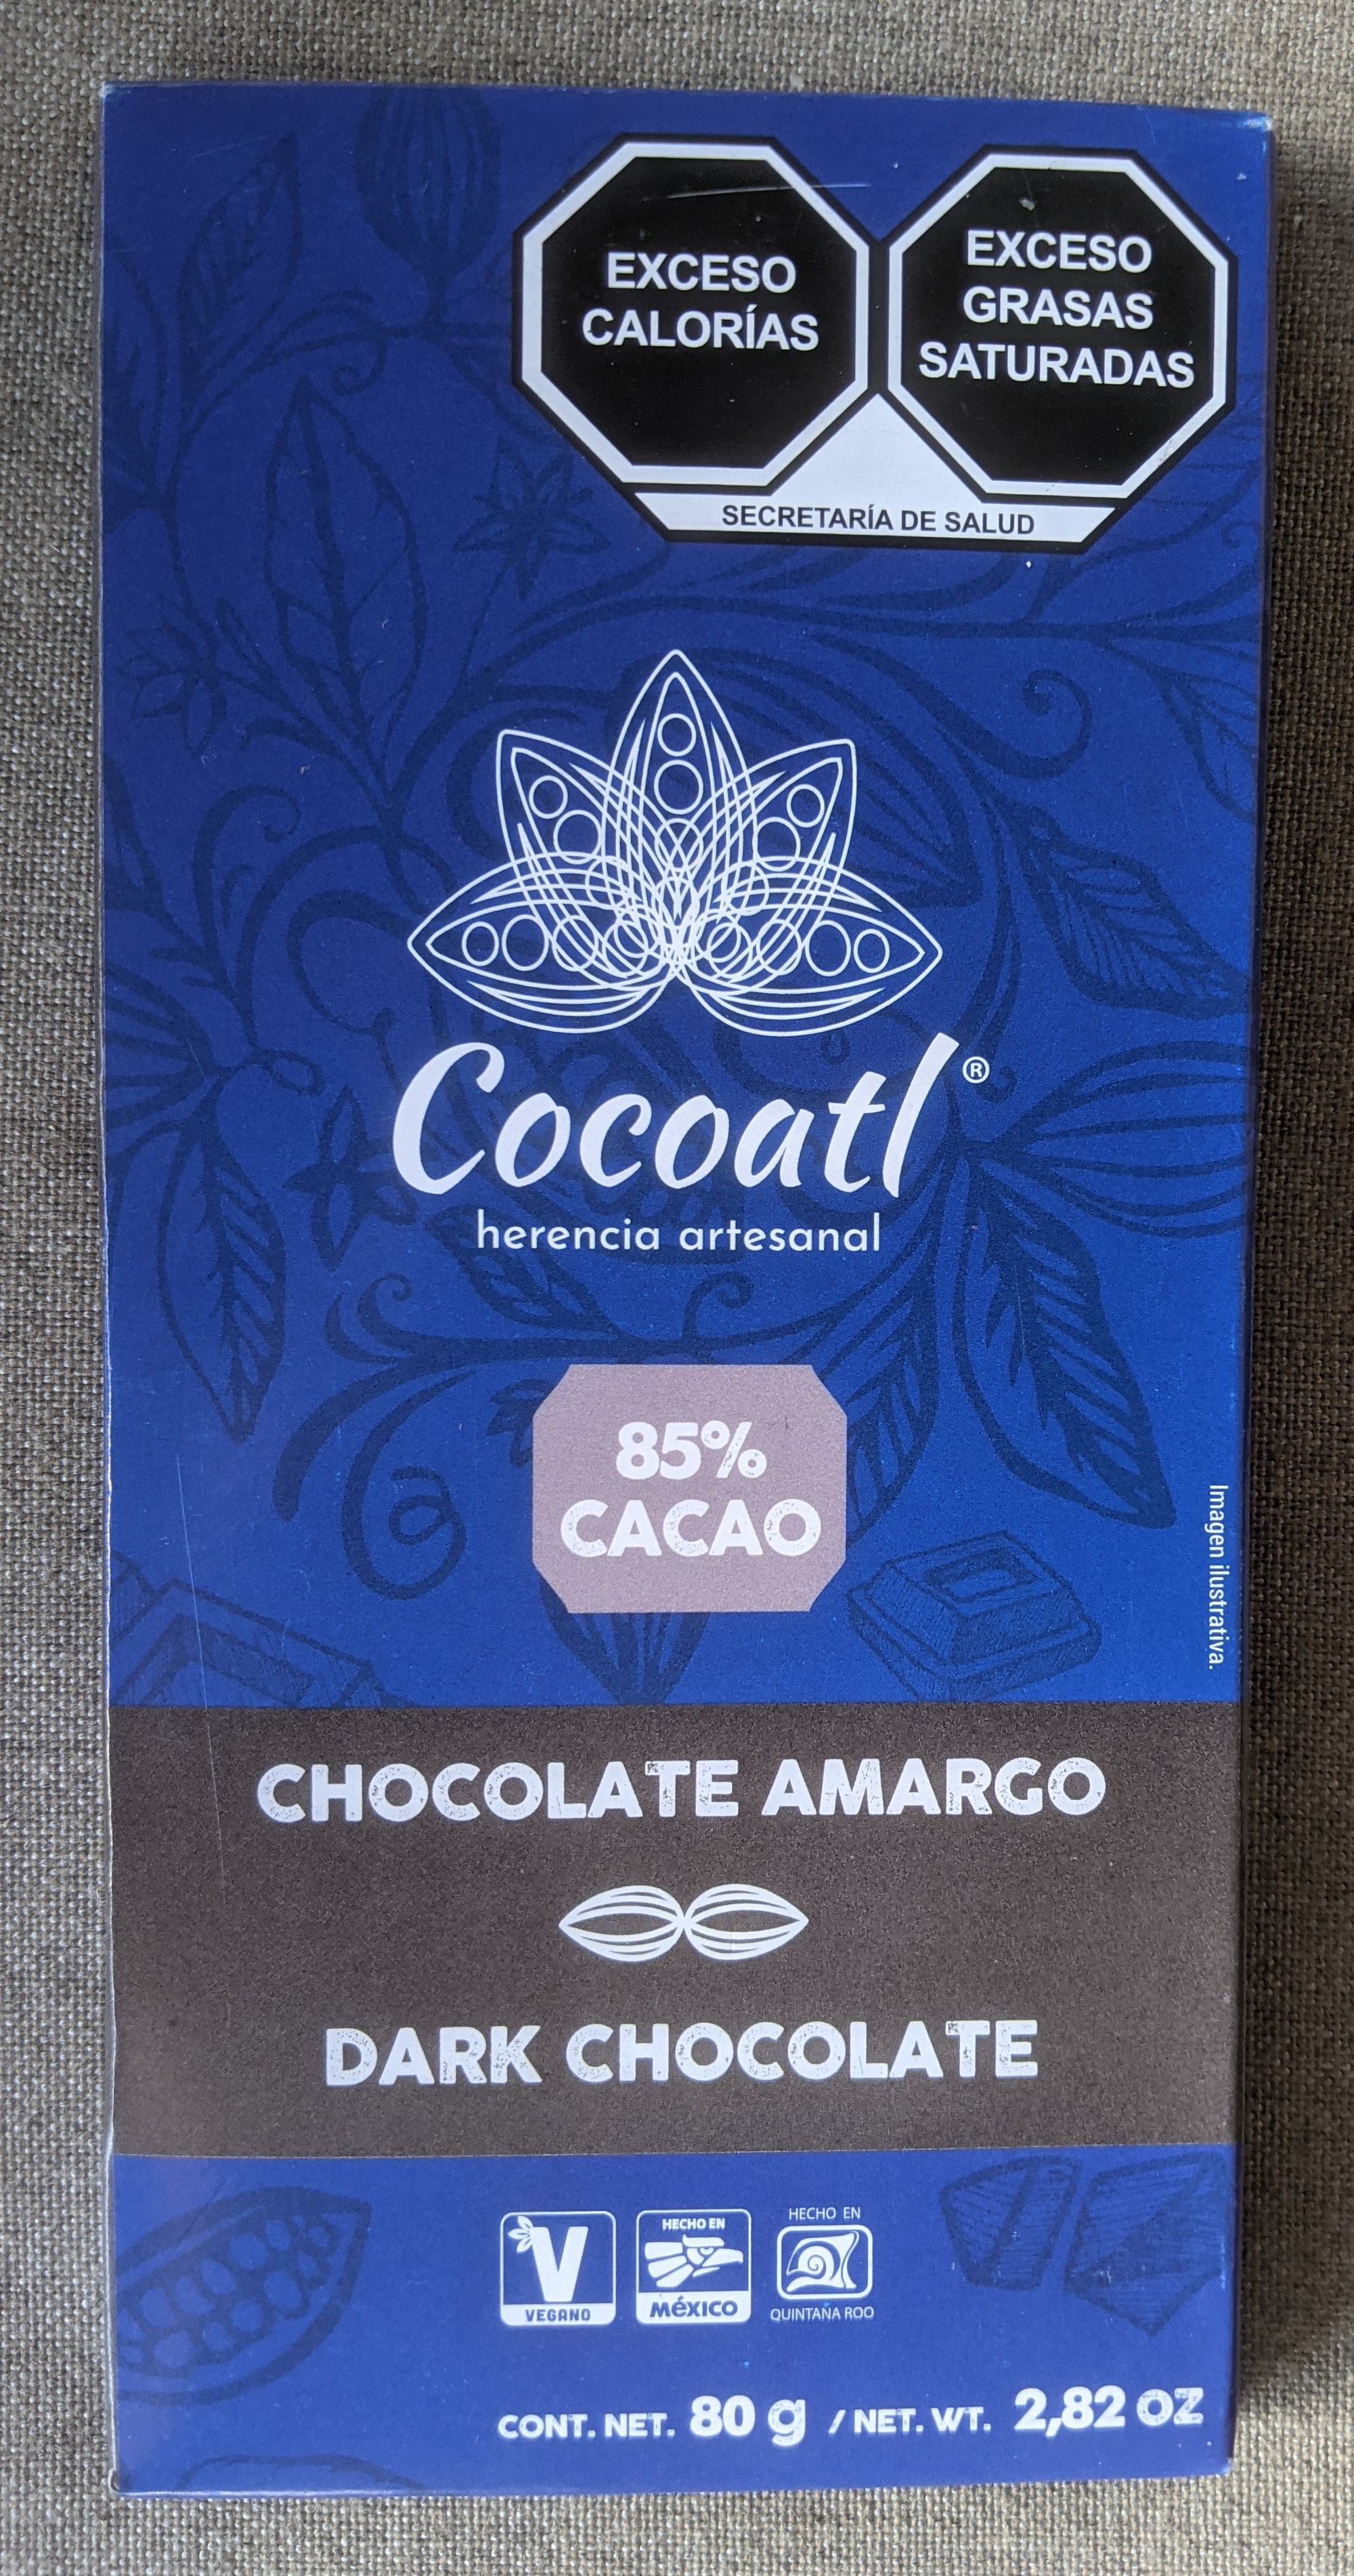 EXCESO
CALORÍAS
EXCESO
GRASAS
SATURADAS
SECRETARÍA DE SALUD
Cocoatl®
herencia artesanal
85%
CACAO
Imagen ilustrativa.
CHOCOLATE AMARGO
DARK CHOCOLATE
V
VEGANO
HECHO EN
MÉXICO
HECHO EN
QUINTANA ROO
CONT. NET. 80 g / NET. WT. 2,82 OZ